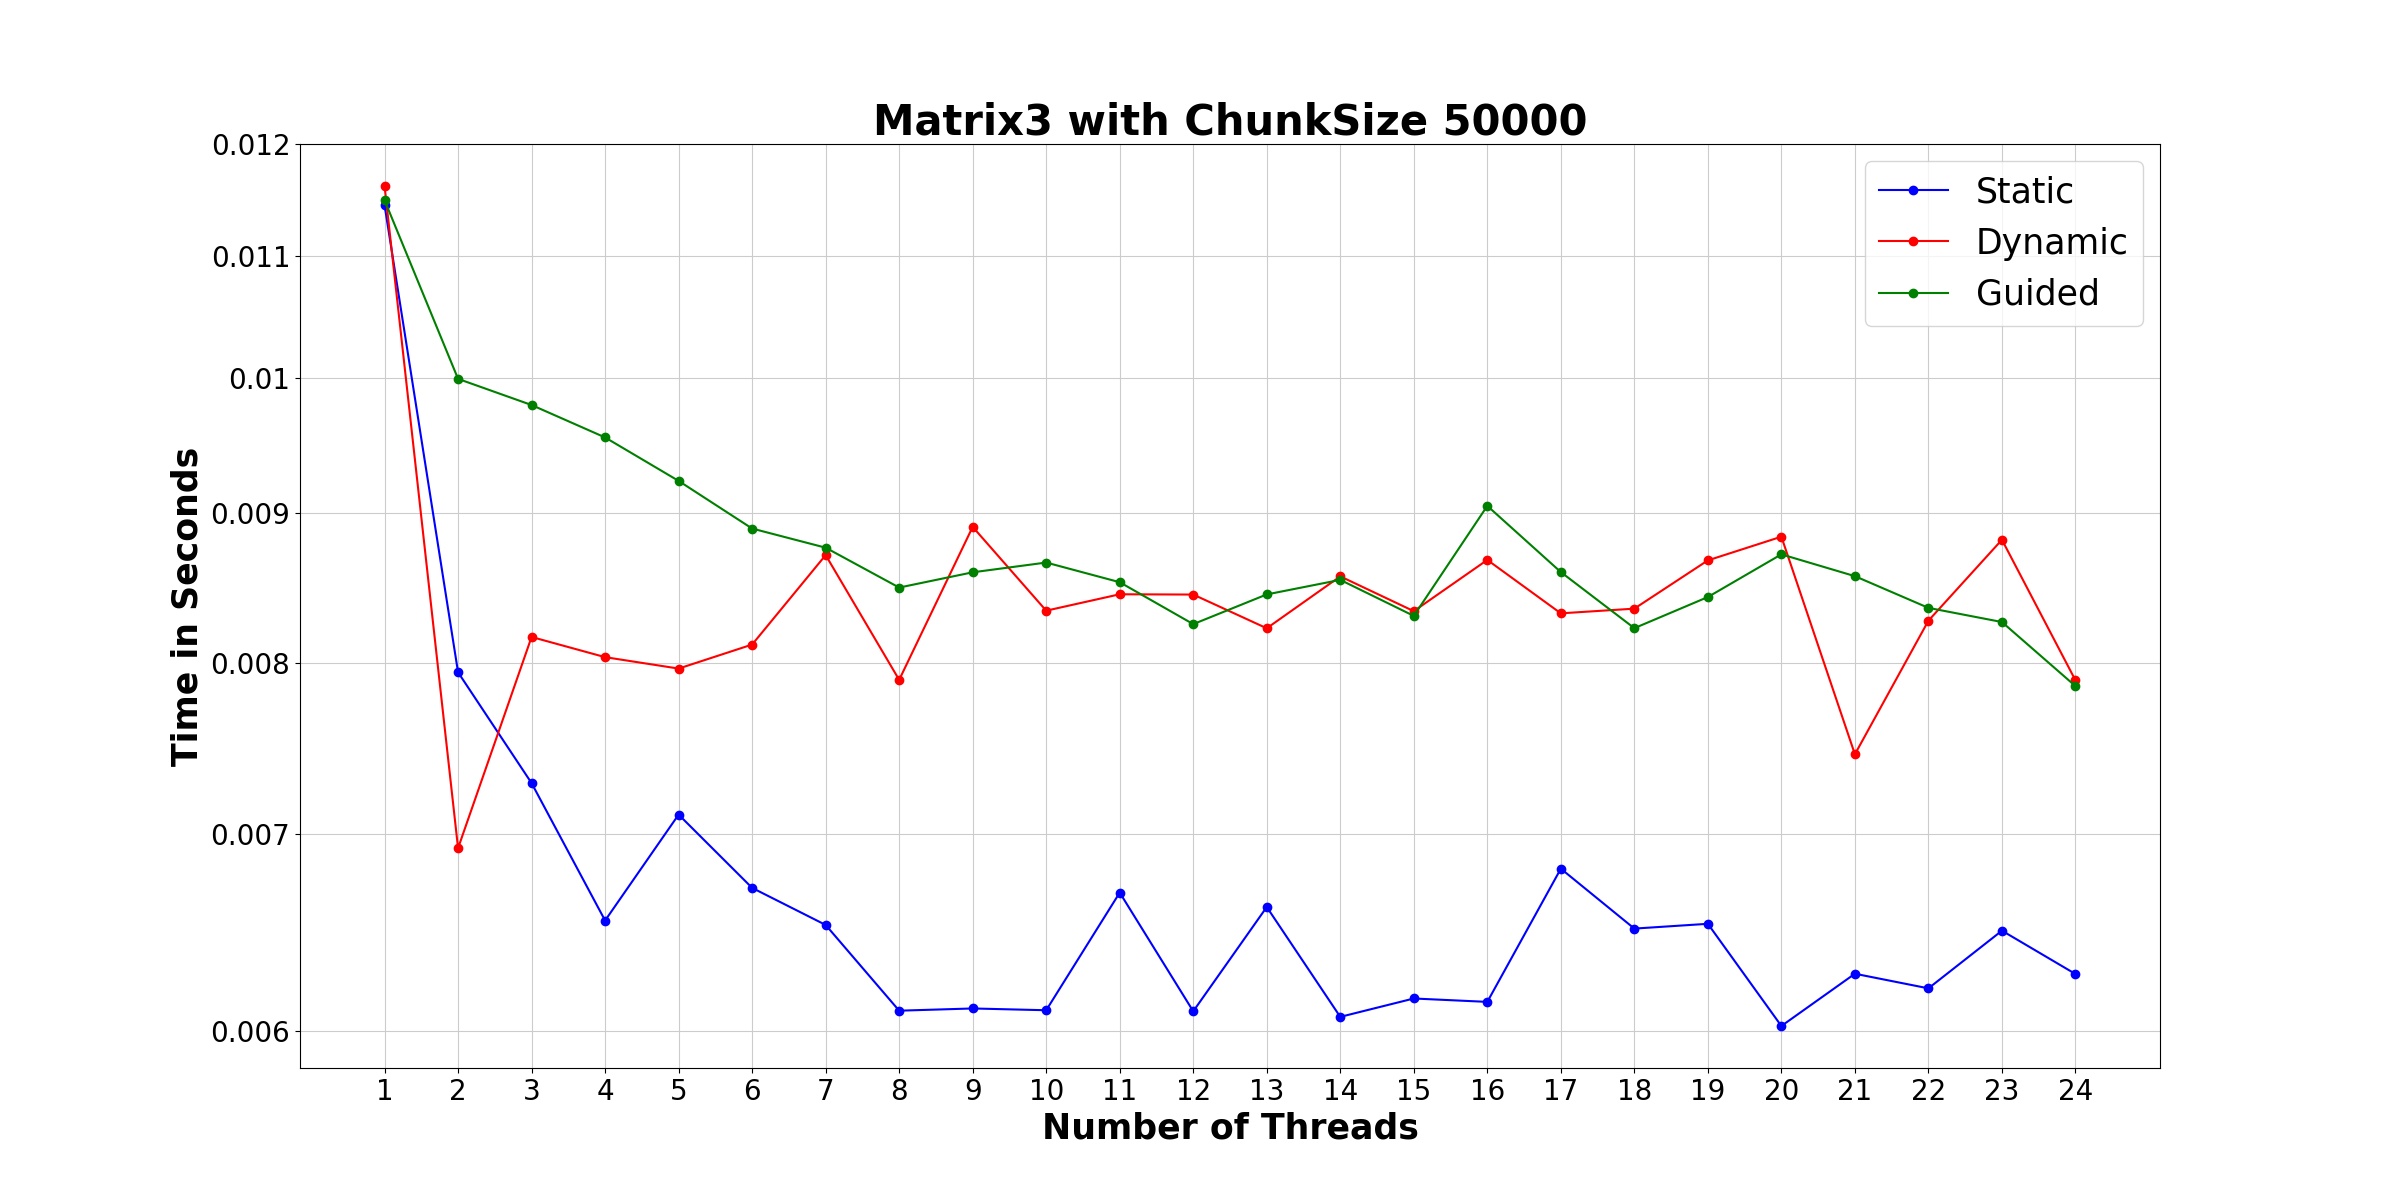 Matrix3 with ChunkSize 50000
0.012
0.011
0.01
0.009
0.008
0.007
0.006
Time in Seconds
Static
Dynamic
Guided
1 2 3 4 5 6 7 8 9 10 11 12 13 14 15 16 17 18 19 20 21 22 23 24
Number of Threads